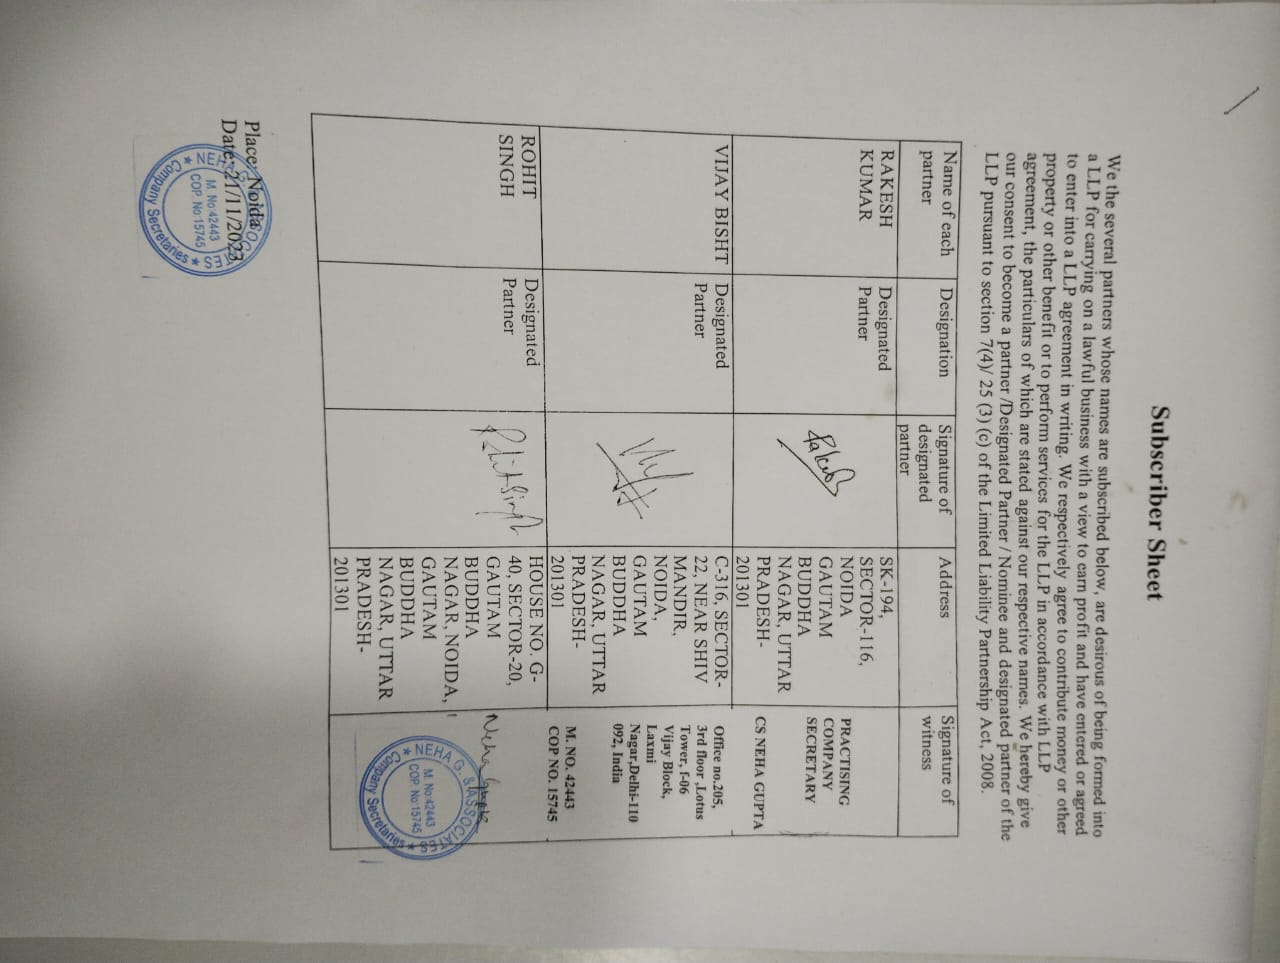 Subscriber Sheet
We the several partners whose names are subscribed below, are desirous of being formed into
a LLP for carrying on a lawful business with a view to earn profit and have entered or agreed
to enter into a LLP agreement in writing. We respectively agree to contribute money or other
property or other benefit or to perform services for the LLP in accordance with LLP
agreement, the particulars of which are stated against our respective names. We hereby give
our consent to become a partner /Designated Partner / Nominee and designated partner of the
LLP pursuant to section 7(4)/ 25 (3) (c) of the Limited Liability Partnership Act, 2008.
Name of each
partner
Designation
Signature of
designated
partner
Address
Signature of
witness
RAKESH
KUMAR
Designated
Partner
Rakesh
SK-194,
SECTOR-116,
NOIDA
GAUTAM
BUDDHA
NAGAR, UTTAR
PRADESH-
201301
PRACTISING
COMPANY
SECRETARY
CS NEHA GUPTA
VIJAY BISHT
Designated
Partner
C-316, SECTOR-
22, NEAR SHIV
MANDIR,
NOIDA,
GAUTAM
BUDDHA
NAGAR, UTTAR
PRADESH-
201301
Office no.205,
3rd floor ,Lotus
Tower, f-06
Vijay Block,
Laxmi
Nagar,Delhi-110
092, India
M. NO. 42443
COP NO. 15745
ROHIT
SINGH
Designated
Partner
Rohit Singh
HOUSE NO. G-
40, SECTOR-20,
GAUTAM
BUDDHA
NAGAR, NOIDA,
GAUTAM
BUDDHA
NAGAR, UTTAR
PRADESH-
201301
Neha Gupta
NEHA G. & ASSOCIATES
M. No:42443
COP. No:15745
Company Secretaries
Place: Noida
Date: 21/11/2023
NEHA G. & ASSOCIATES
M. No:42443
COP. No:15745
Company Secretaries